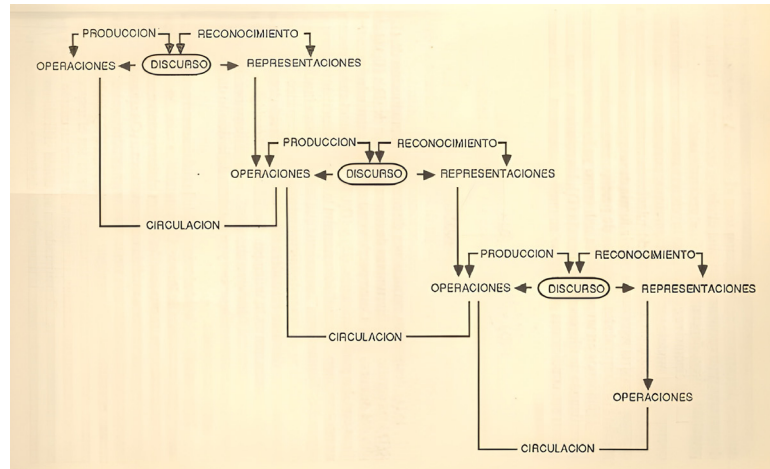 PRODUCCION RECONOCIMIENTO
OPERACIONES DISCURSO REPRESENTACIONES
PRODUCCION RECONOCIMIENTO
OPERACIONES DISCURSO REPRESENTACIONES
CIRCULACION
PRODUCCION RECONOCIMIENTO
OPERACIONES DISCURSO REPRESENTACIONES
CIRCULACION
OPERACIONES
CIRCULACION